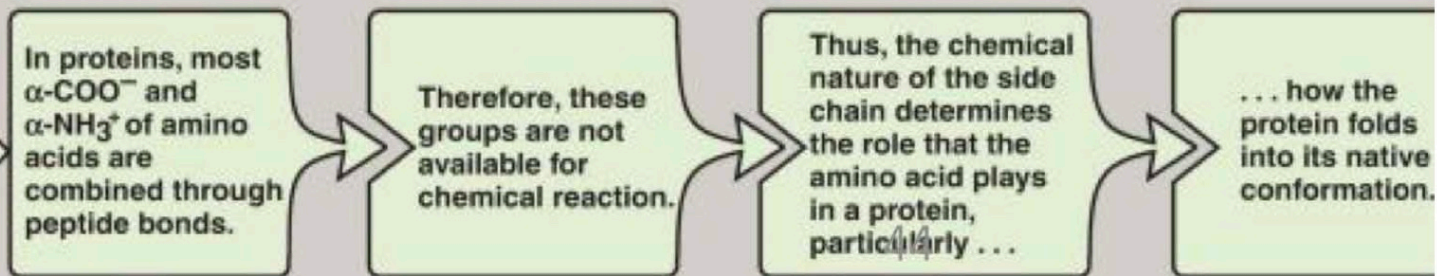 In proteins, most
α-COO⁻ and
α-NH₃⁺ of amino
acids are
combined through
peptide bonds.
Therefore, these
groups are not
available for
chemical reaction.
Thus, the chemical
nature of the side
chain determines
the role that the
amino acid plays
in a protein,
particularly . . .
. . . how the
protein folds
into its native
conformation.